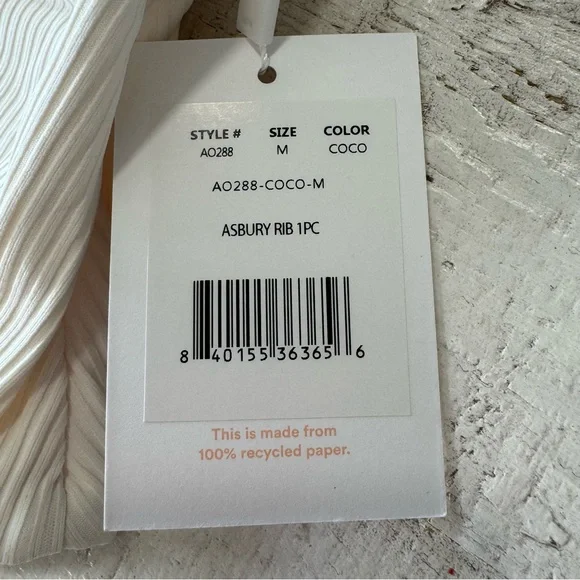 STYLE # SIZE COLOR
AO288 M COCO
AO288-COCO-M
ASBURY RIB 1PC
8 40155 36365 6
This is made from
100% recycled paper.